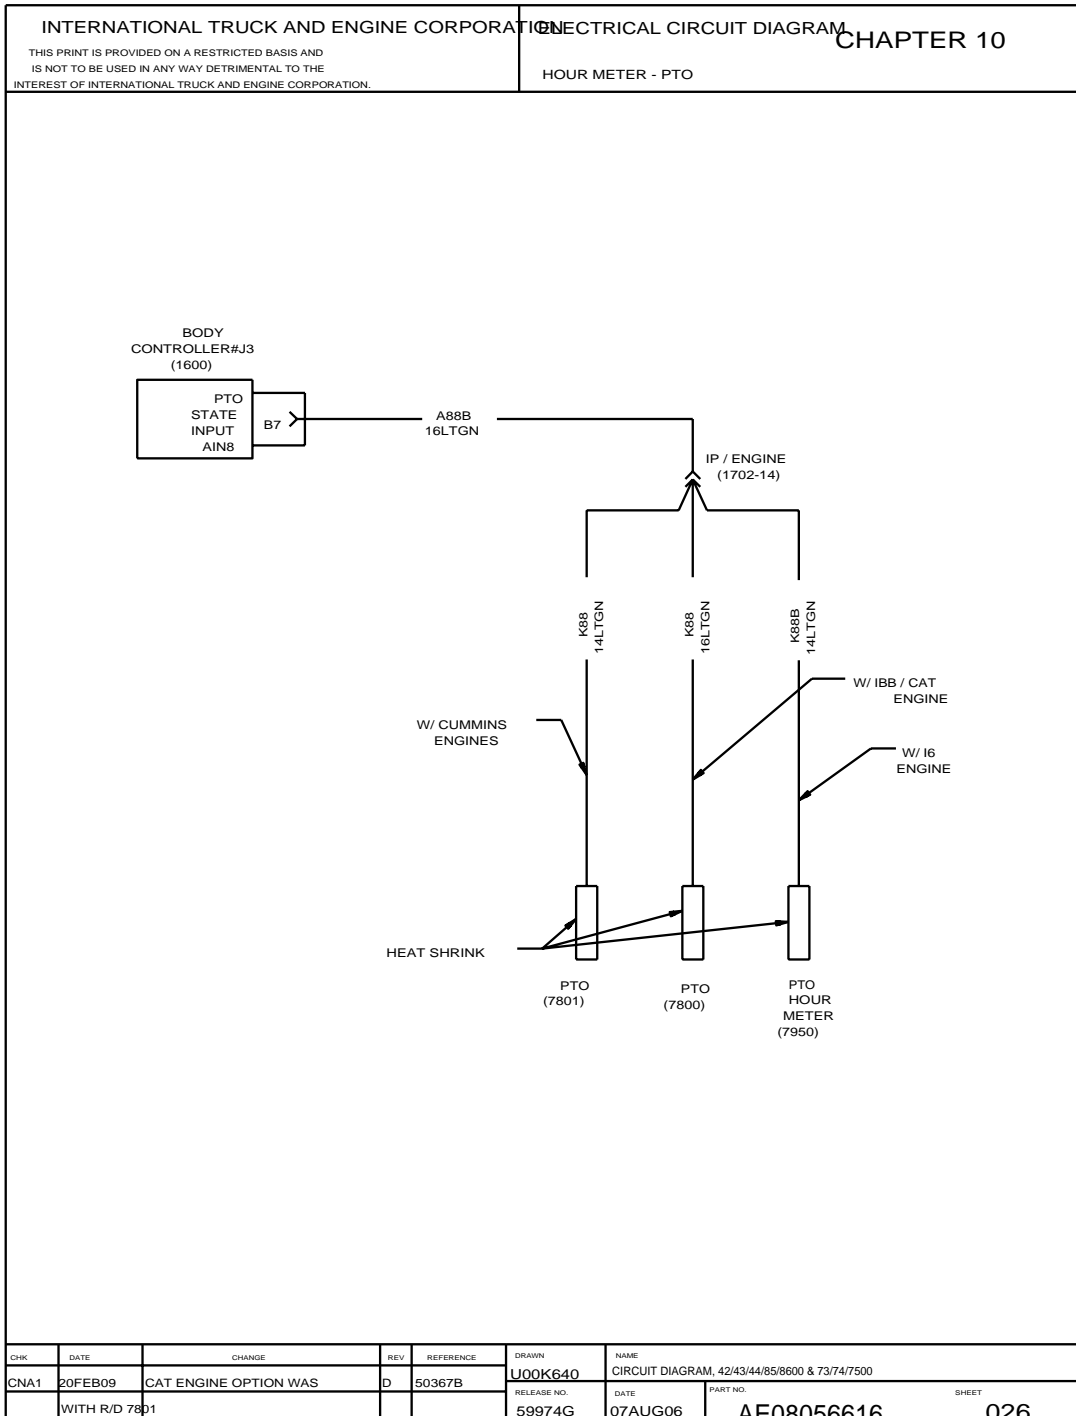 INTERNATIONAL TRUCK AND ENGINE CORPORATION
THIS PRINT IS PROVIDED ON A RESTRICTED BASIS AND
IS NOT TO BE USED IN ANY WAY DETRIMENTAL TO THE
INTEREST OF INTERNATIONAL TRUCK AND ENGINE CORPORATION.
ELECTRICAL CIRCUIT DIAGRAM
CHAPTER 10
HOUR METER - PTO
BODY
CONTROLLER#J3
(1600)
PTO
STATE
INPUT
AIN8
B7
A88B
16LTGN
IP / ENGINE
(1702-14)
K88
14LTGN
K88
16LTGN
K88B
14LTGN
W/ IBB / CAT
ENGINE
W/ CUMMINS
ENGINES
W/ I6
ENGINE
HEAT SHRINK
PTO
(7801)
PTO
(7800)
PTO
HOUR
METER
(7950)
CHK DATE CHANGE REV REFERENCE
CNA1 20FEB09 CAT ENGINE OPTION WAS D 50367B
WITH R/D 7801
DRAWN
U00K640
NAME
CIRCUIT DIAGRAM, 42/43/44/85/8600 & 73/74/7500
RELEASE NO.
59974G
DATE
07AUG06
PART NO.
AE08056616
SHEET
026